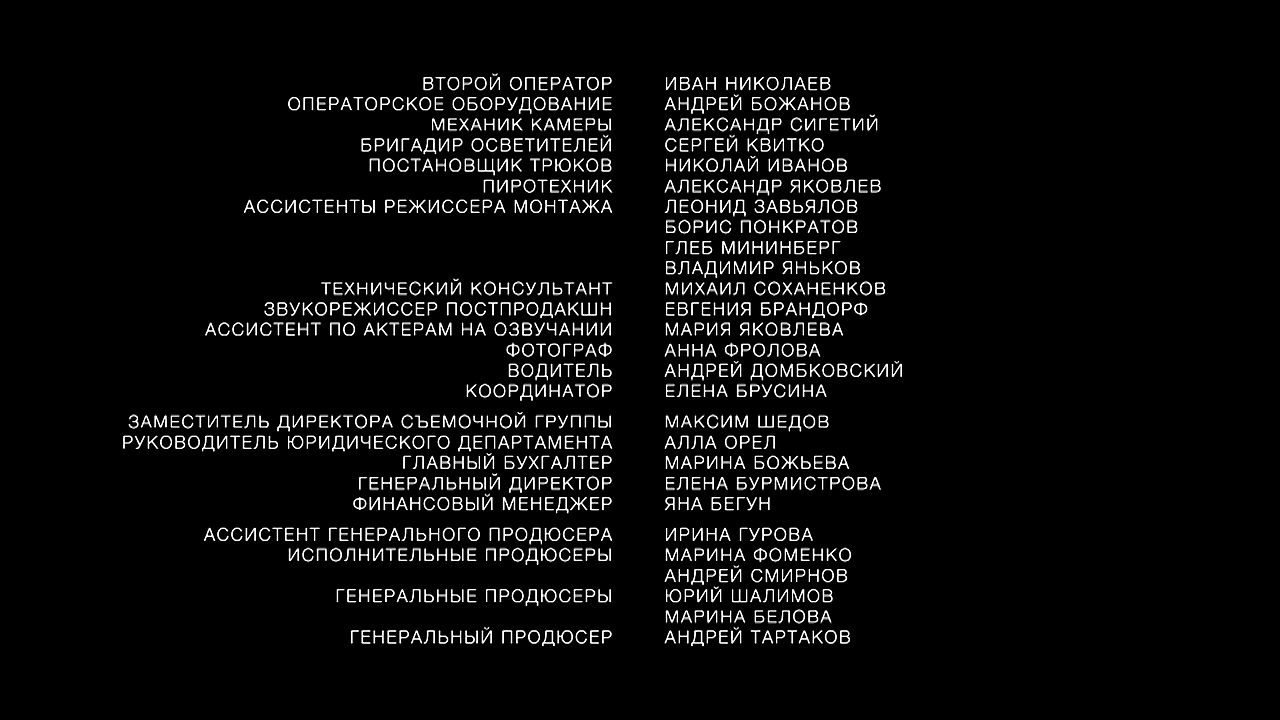 ВТОРОЙ ОПЕРАТОР ИВАН НИКОЛАЕВ
ОПЕРАТОРСКОЕ ОБОРУДОВАНИЕ АНДРЕЙ БОЖАНОВ
МЕХАНИК КАМЕРЫ АЛЕКСАНДР СИГЕТИЙ
БРИГАДИР ОСВЕТИТЕЛЕЙ СЕРГЕЙ КВИТКО
ПОСТАНОВЩИК ТРЮКОВ НИКОЛАЙ ИВАНОВ
ПИРОТЕХНИК АЛЕКСАНДР ЯКОВЛЕВ
АССИСТЕНТЫ РЕЖИССЕРА МОНТАЖА ЛЕОНИД ЗАВЬЯЛОВ
БОРИС ПОНКРАТОВ
ГЛЕБ МИНИНБЕРГ
ВЛАДИМИР ЯНЬКОВ
ТЕХНИЧЕСКИЙ КОНСУЛЬТАНТ МИХАИЛ СОХАНЕНКОВ
ЗВУКОРЕЖИССЕР ПОСТПРОДАКШН ЕВГЕНИЯ БРАНДОРФ
АССИСТЕНТ ПО АКТЕРАМ НА ОЗВУЧАНИИ МАРИЯ ЯКОВЛЕВА
ФОТОГРАФ АННА ФРОЛОВА
ВОДИТЕЛЬ АНДРЕЙ ДОМБКОВСКИЙ
КООРДИНАТОР ЕЛЕНА БРУСИНА
ЗАМЕСТИТЕЛЬ ДИРЕКТОРА СЪЕМОЧНОЙ ГРУППЫ МАКСИМ ШЕДОВ
РУКОВОДИТЕЛЬ ЮРИДИЧЕСКОГО ДЕПАРТАМЕНТА АЛЛА ОРЕЛ
ГЛАВНЫЙ БУХГАЛТЕР МАРИНА БОЖЬЕВА
ГЕНЕРАЛЬНЫЙ ДИРЕКТОР ЕЛЕНА БУРМИСТРОВА
ФИНАНСОВЫЙ МЕНЕДЖЕР ЯНА БЕГУН
АССИСТЕНТ ГЕНЕРАЛЬНОГО ПРОДЮСЕРА ИРИНА ГУРОВА
ИСПОЛНИТЕЛЬНЫЕ ПРОДЮСЕРЫ МАРИНА ФОМЕНКО
АНДРЕЙ СМИРНОВ
ГЕНЕРАЛЬНЫЕ ПРОДЮСЕРЫ ЮРИЙ ШАЛИМОВ
МАРИНА БЕЛОВА
ГЕНЕРАЛЬНЫЙ ПРОДЮСЕР АНДРЕЙ ТАРТАКОВ